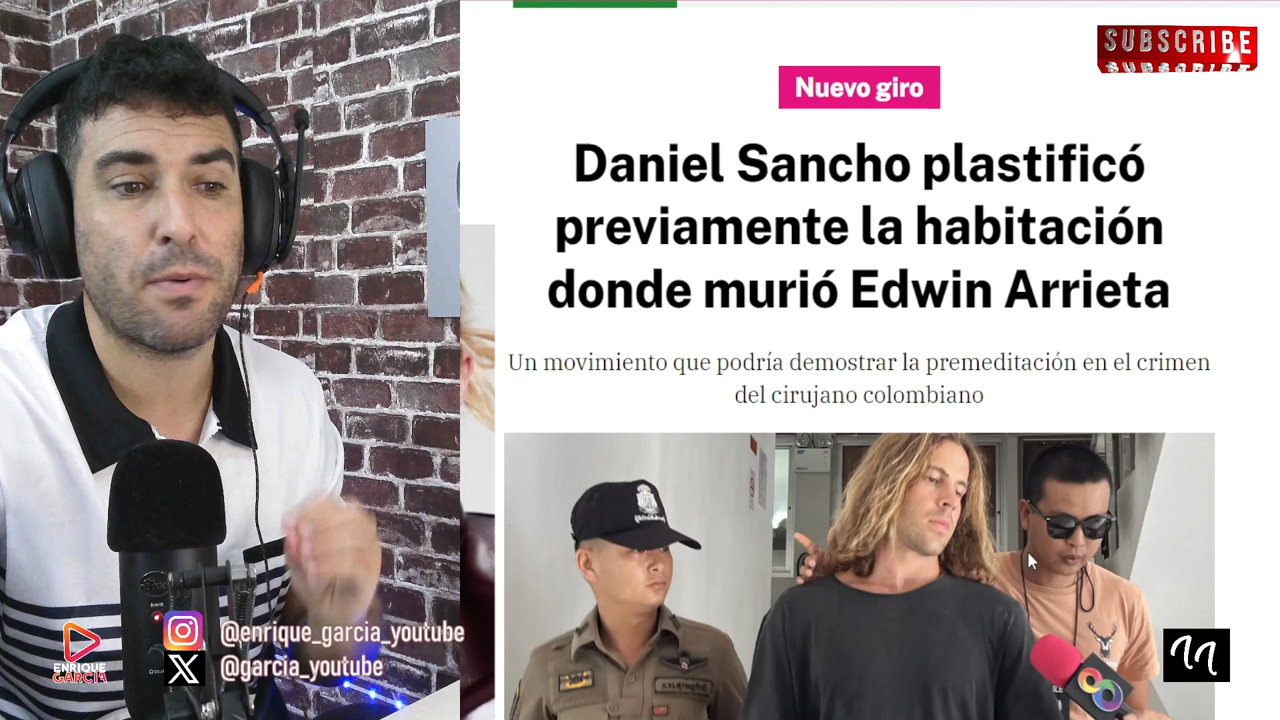 SUBSCRIBE
Nuevo giro
Daniel Sancho plastificó
previamente la habitación
donde murió Edwin Arrieta
Un movimiento que podría demostrar la premeditación en el crimen
del cirujano colombiano
@enrique_garcia_youtube
@garcia_youtube
ENRIQUE
GARCIA